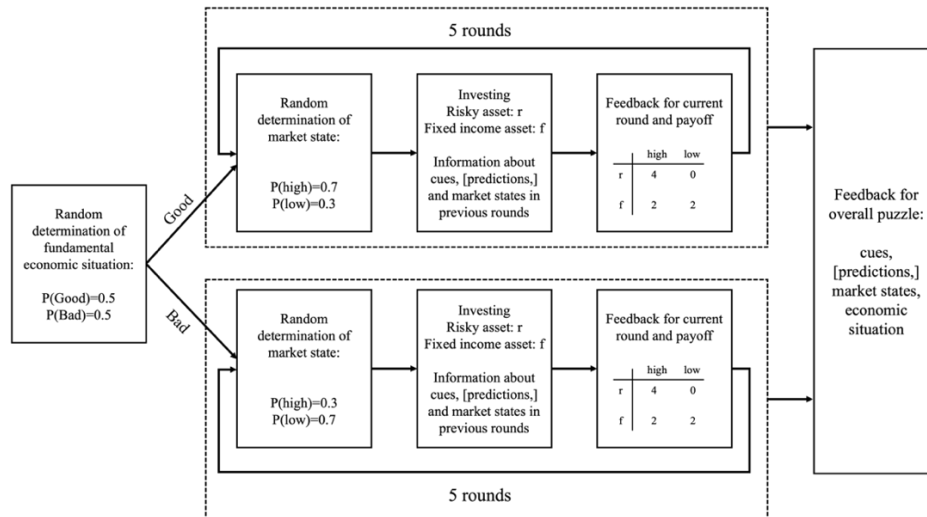 5 rounds
Random
determination of
market state:
P(high)=0.7
P(low)=0.3
Investing
Risky asset: r
Fixed income asset: f
Information about
cues, [predictions,]
and market states in
previous rounds
Feedback for current
round and payoff
high low
r 4 0
f 2 2
Random
determination of
fundamental
economic situation:
P(Good)=0.5
P(Bad)=0.5
Good
Bad
Random
determination of
market state:
P(high)=0.3
P(low)=0.7
Investing
Risky asset: r
Fixed income asset: f
Information about
cues, [predictions,]
and market states in
previous rounds
Feedback for current
round and payoff
high low
r 4 0
f 2 2
5 rounds
Feedback for
overall puzzle:
cues,
[predictions,]
market states,
economic
situation